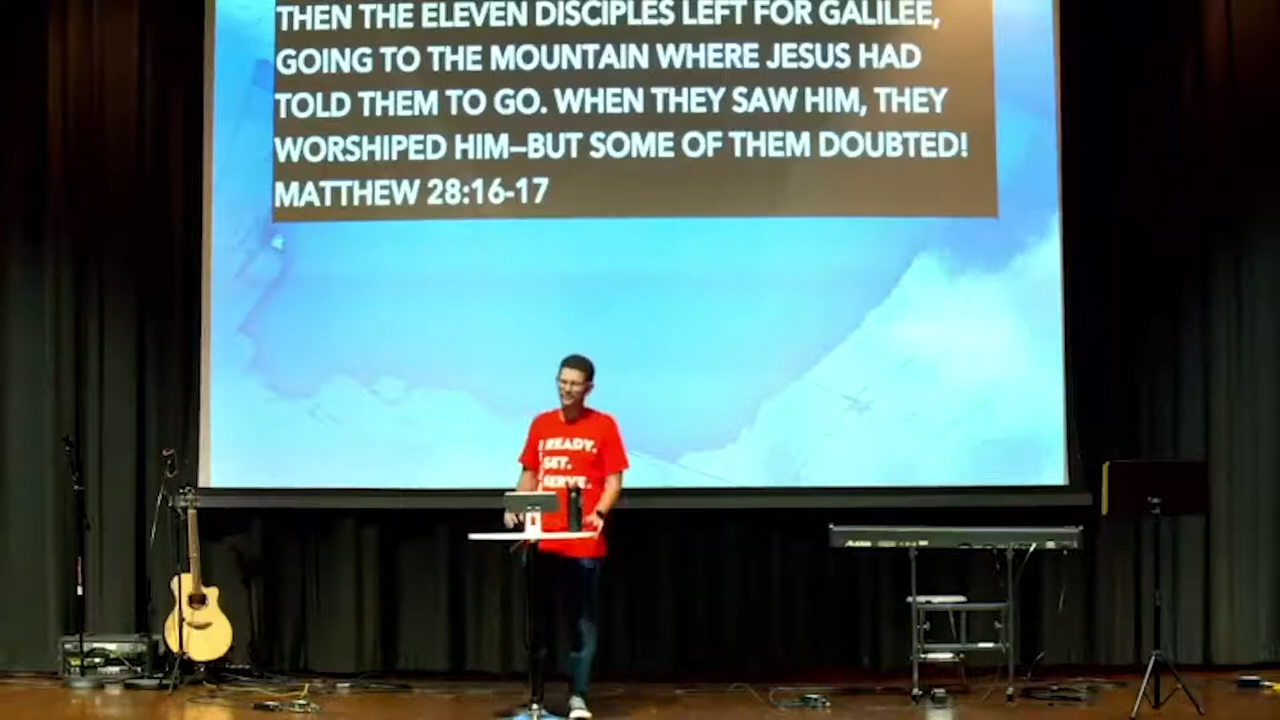 THEN THE ELEVEN DISCIPLES LEFT FOR GALILEE,
GOING TO THE MOUNTAIN WHERE JESUS HAD
TOLD THEM TO GO. WHEN THEY SAW HIM, THEY
WORSHIPED HIM—BUT SOME OF THEM DOUBTED!
MATTHEW 28:16-17
READY.
SET.
SERVE.